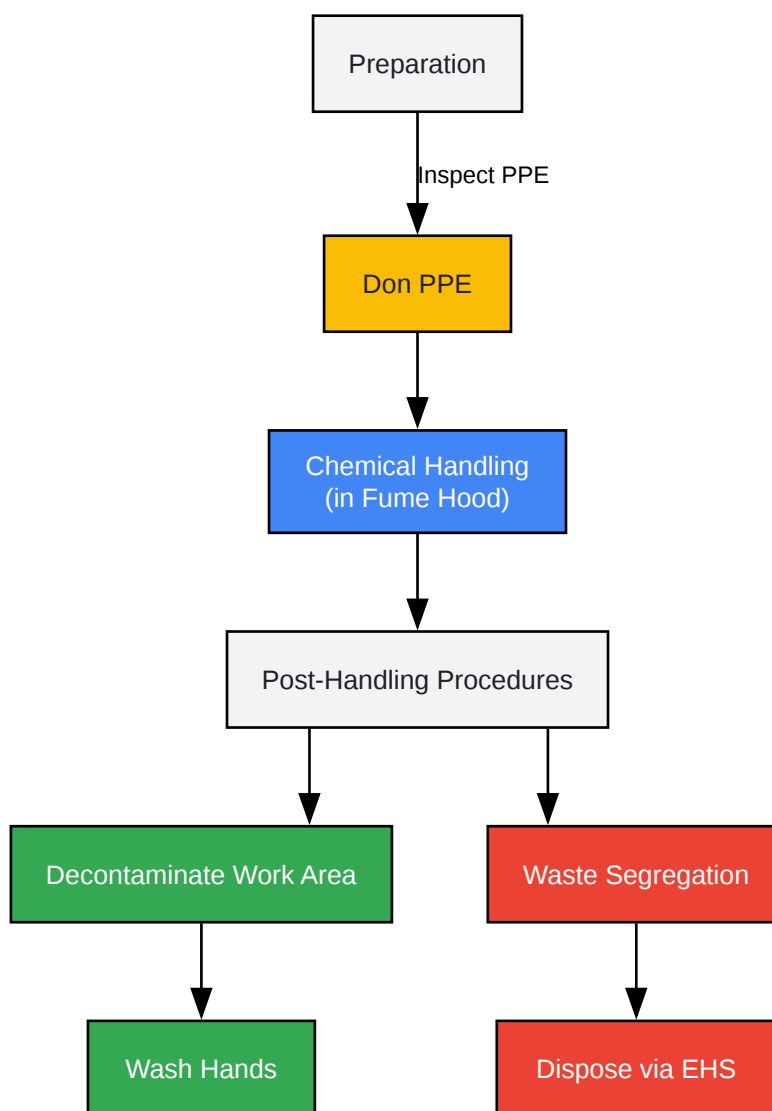 Preparation
Inspect PPE
Don PPE
Chemical Handling
(in Fume Hood)
Post-Handling Procedures
Decontaminate Work Area
Waste Segregation
Wash Hands
Dispose via EHS